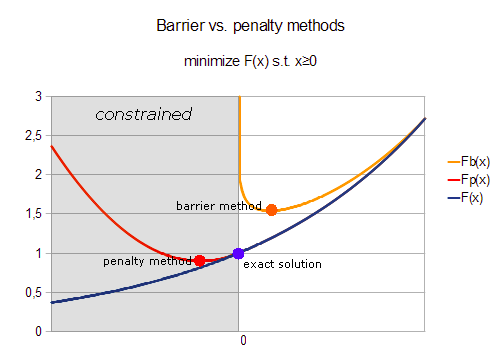 Barrier vs. penalty methods
minimize F(x) s.t. x≥0
3
2,5
2
1,5
1
0,5
0
constrained
barrier method
penalty method
exact solution
0
Fb(x)
Fp(x)
F(x)